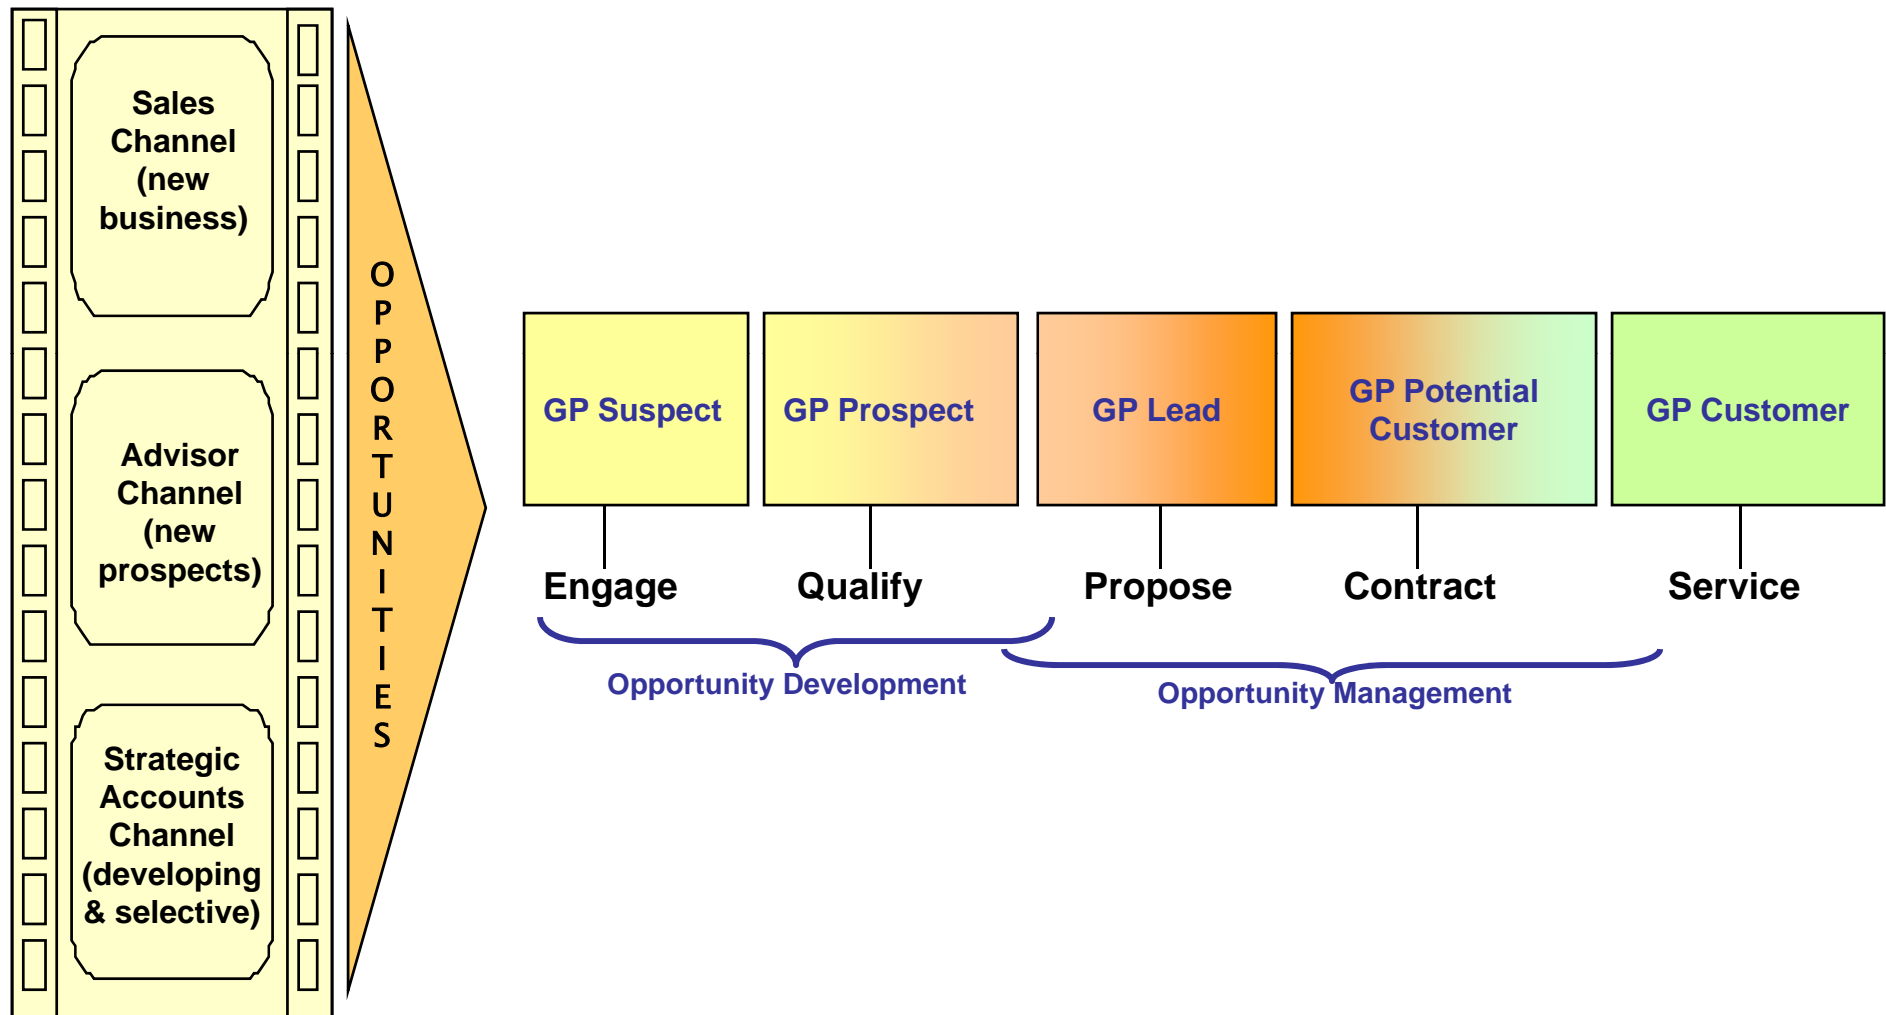 Sales
Channel
(new
business)
Advisor
Channel
(new
prospects)
Strategic
Accounts
Channel
(developing
& selective)
OPPORTUNITIES
GP Suspect
GP Prospect
GP Lead
GP Potential
Customer
GP Customer
Engage
Qualify
Propose
Contract
Service
Opportunity Development
Opportunity Management